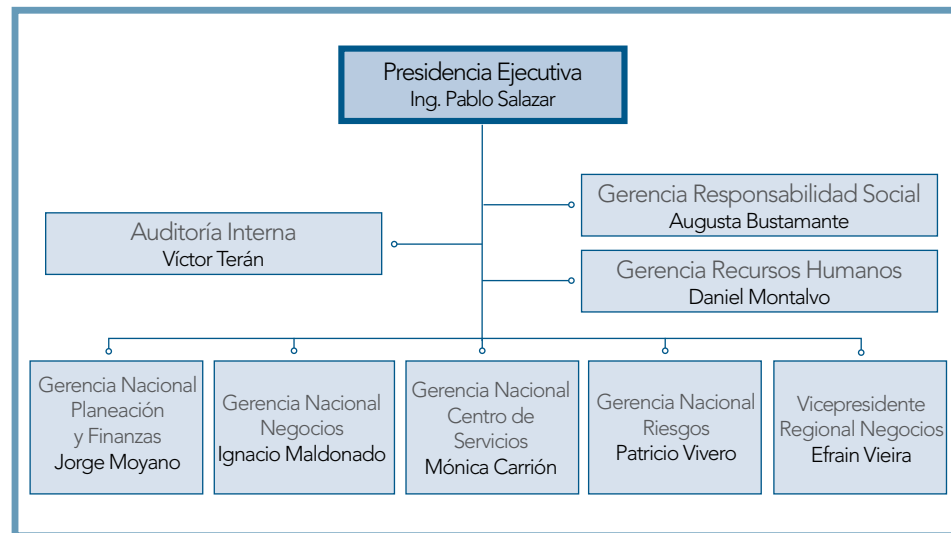 Presidencia Ejecutiva
Ing. Pablo Salazar
Gerencia Responsabilidad Social
Augusta Bustamante
Auditoría Interna
Víctor Terán
Gerencia Recursos Humanos
Daniel Montalvo
Gerencia Nacional
Planeación
y Finanzas
Jorge Moyano
Gerencia Nacional
Negocios
Ignacio Maldonado
Gerencia Nacional
Centro de
Servicios
Mónica Carrión
Gerencia Nacional
Riesgos
Patricio Vivero
Vicepresidente
Regional Negocios
Efrain Vieira